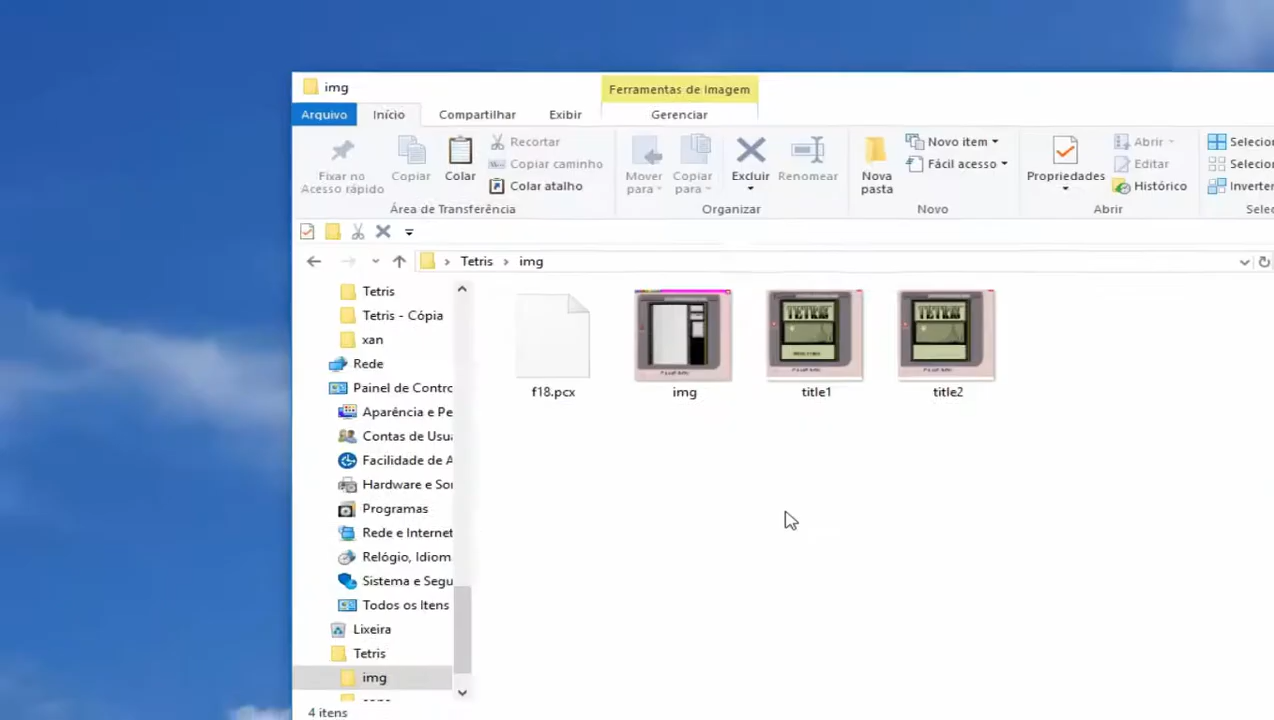 img
Ferramentas de Imagem
Arquivo
Início
Compartilhar
Exibir
Gerenciar
Fixar no
Acesso rápido
Copiar
Colar
Recortar
Copiar caminho
Colar atalho
Área de Transferência
Mover
para
Copiar
para
Excluir
Renomear
Organizar
Nova
pasta
Novo item
Fácil acesso
Novo
Propriedades
Abrir
Editar
Histórico
Abrir
Selecio
Selecio
Inverter
Selec
Tetris > img
Tetris
Tetris - Cópia
xan
Rede
Painel de Contro
Aparência e Pe
Contas de Usuá
Facilidade de A
Hardware e Son
Programas
Rede e Internet
Relógio, Idiom
Sistema e Segu
Todos os Itens
Lixeira
Tetris
img
f18.pcx
img
title1
title2
4 itens